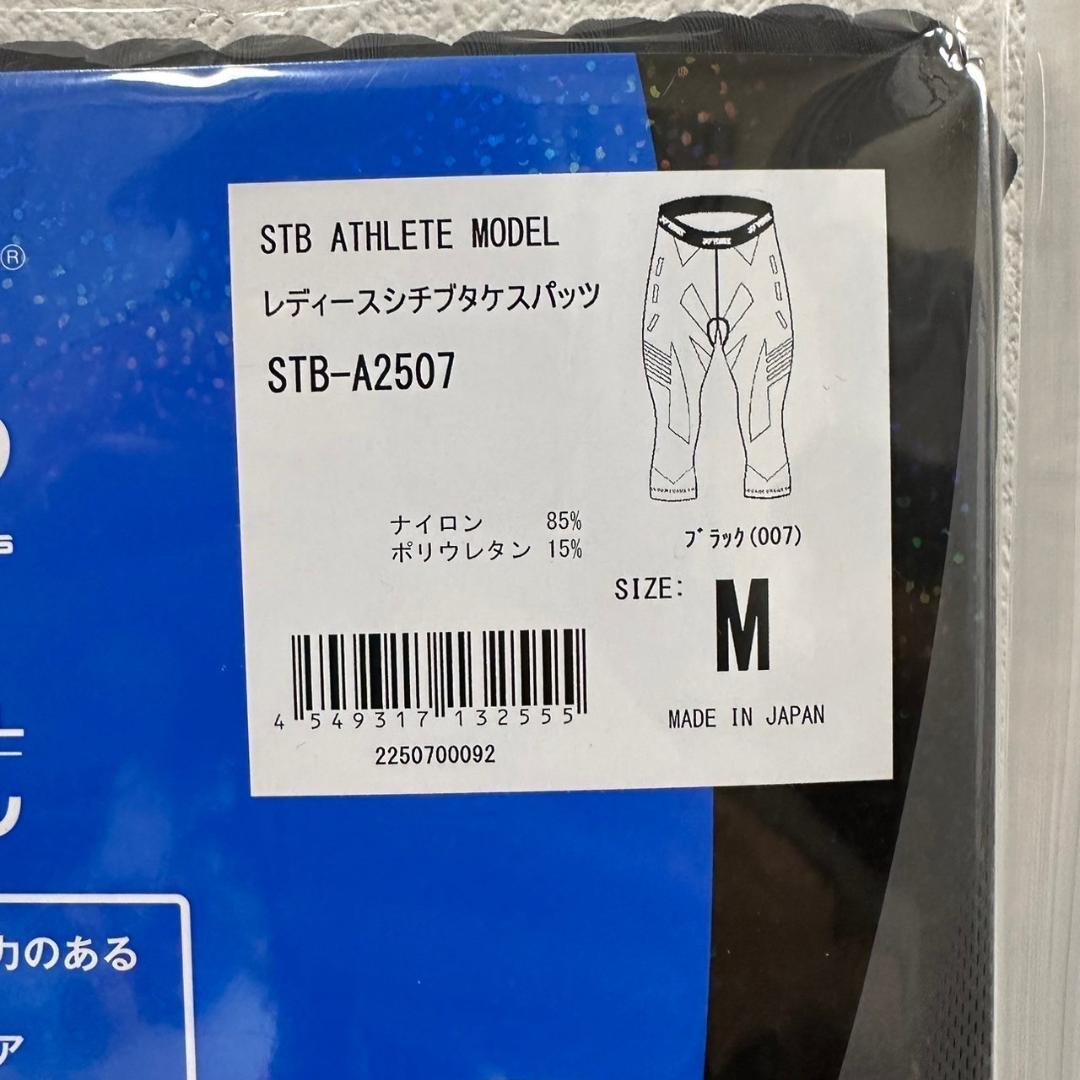 ®
STB ATHLETE MODEL
レディースシチブタケスパッツ
STB-A2507
ナイロン 85%
ポリウレタン 15%
ブラック(007)
SIZE: M
4 549317 132555
2250700092
MADE IN JAPAN
力のある
ア